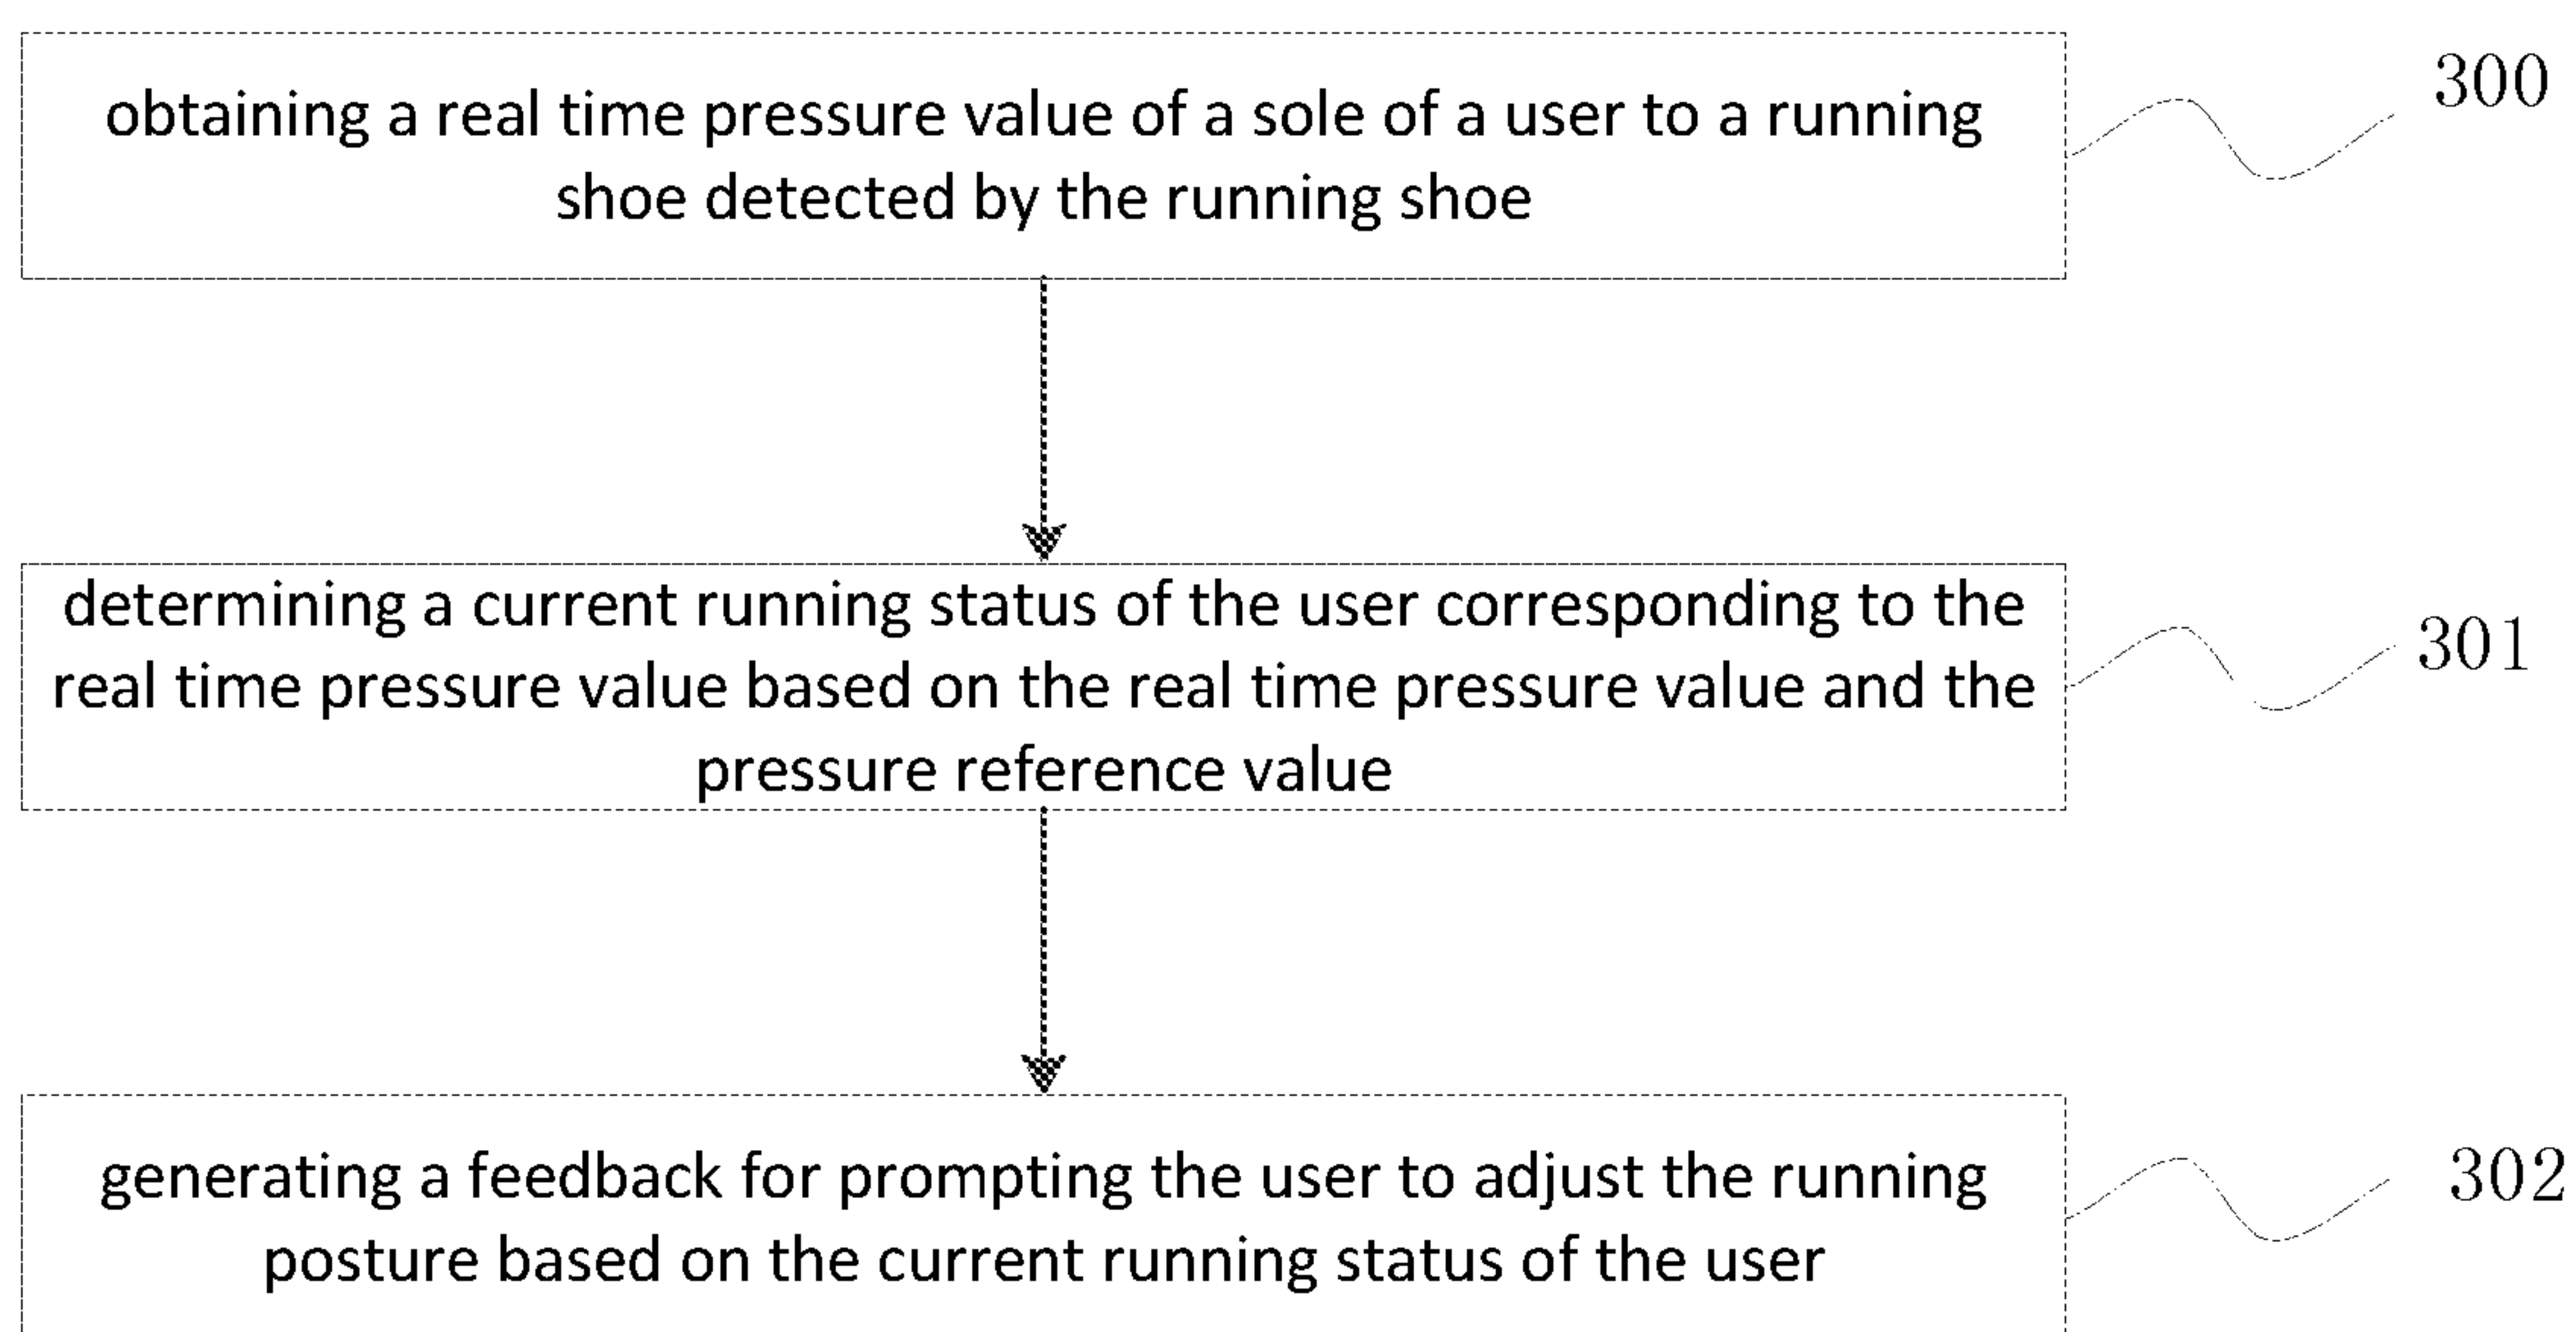 obtaining a real time pressure value of a sole of a user to a running
shoe detected by the running shoe
300
determining a current running status of the user corresponding to the
real time pressure value based on the real time pressure value and the
pressure reference value
301
generating a feedback for prompting the user to adjust the running
posture based on the current running status of the user
302